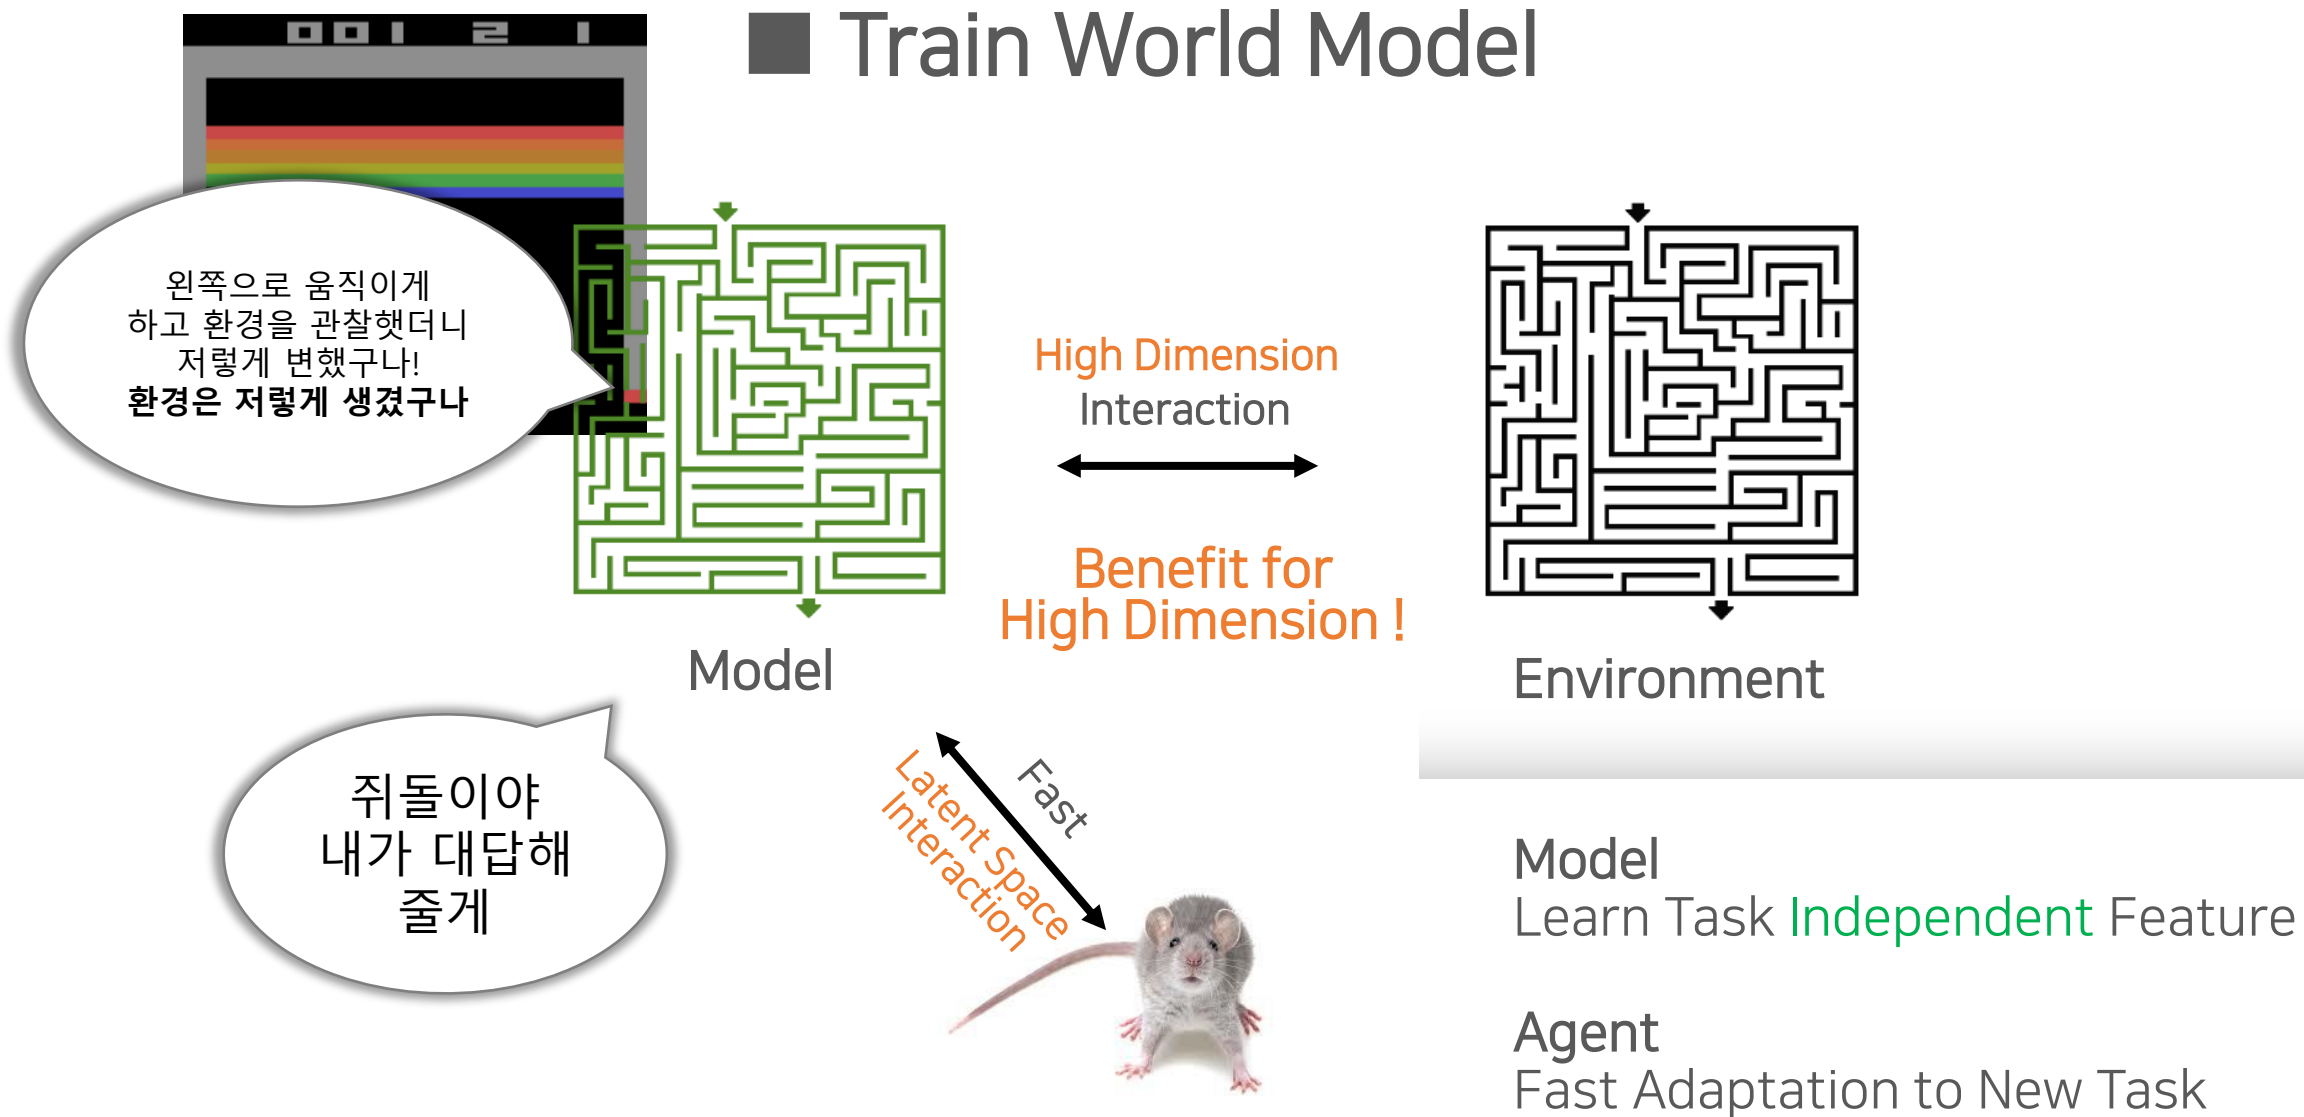 ■ Train World Model
001 2 1
왼쪽으로 움직이게
하고 환경을 관찰햇더니
저렇게 변했구나!
환경은 저렇게 생겼구나
High Dimension
Interaction
Benefit for
High Dimension !
Model
Environment
쥐돌이야
내가 대답해
줄게
Fast
Latent Space
Interaction
Model
Learn Task Independent Feature
Agent
Fast Adaptation to New Task